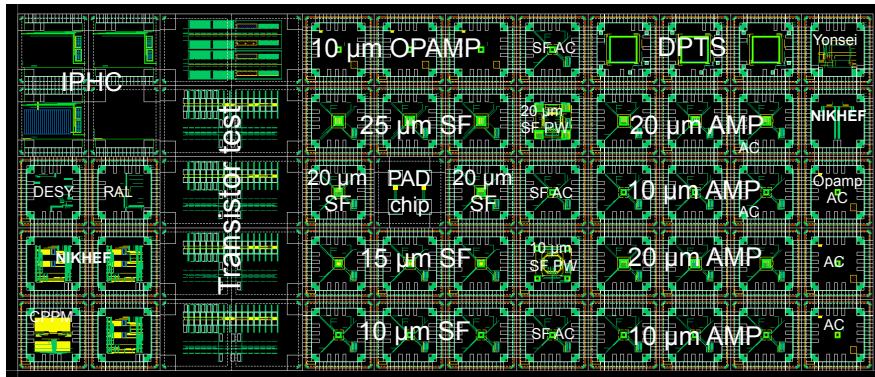 10 µm OPAMP
SF AC
DPTS
Yonsei
IPHC
Transistor test
25 µm SF
20 µm
SF PW
20 µm AMP
AC
NIKHEF
DESY
RAL
20 µm
SF
PAD
chip
20 µm
SF
SF AC
10 µm AMP
AC
Opamp
AC
NIKHEF
15 µm SF
10 µm
SF PW
20 µm AMP
AC
CPPM
10 µm SF
SF AC
10 µm AMP
AC